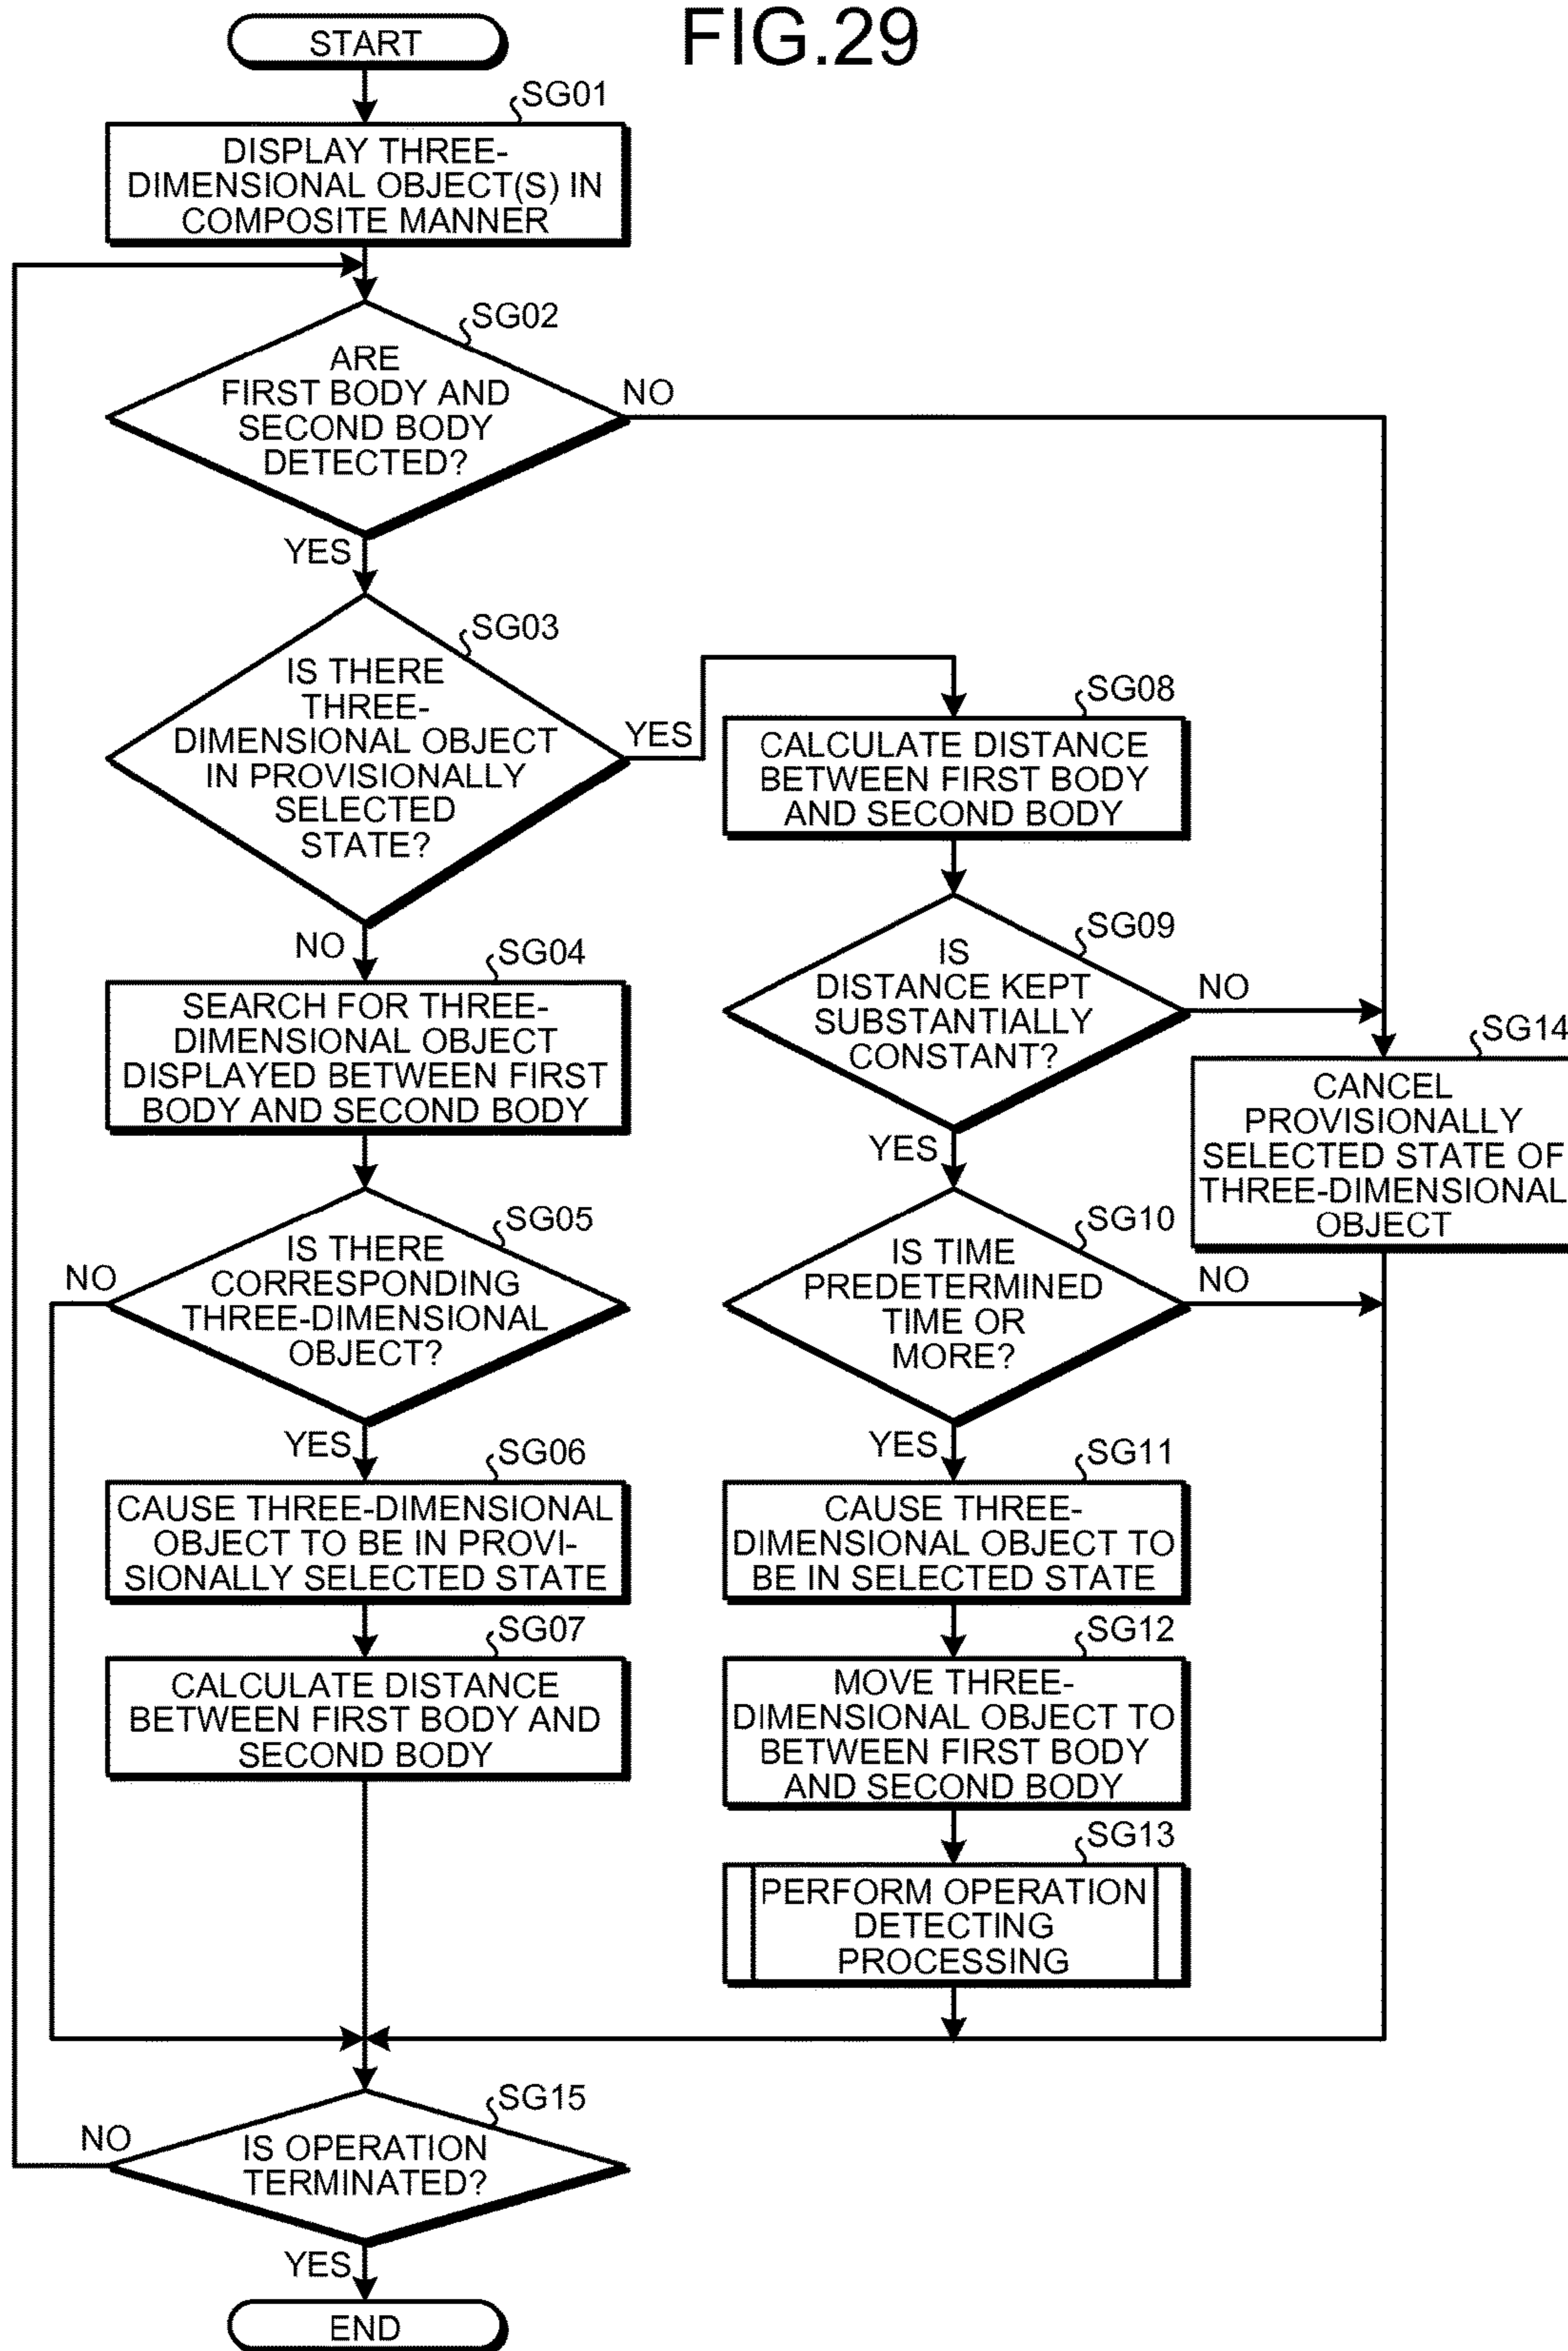 FIG.29
START
SG01
DISPLAY THREE-
DIMENSIONAL OBJECT(S) IN
COMPOSITE MANNER
SG02
ARE
FIRST BODY AND
SECOND BODY
DETECTED?
NO
YES
SG03
IS THERE
THREE-
DIMENSIONAL OBJECT
IN PROVISIONALLY
SELECTED
STATE?
YES
NO
SG04
SEARCH FOR THREE-
DIMENSIONAL OBJECT
DISPLAYED BETWEEN FIRST
BODY AND SECOND BODY
SG05
IS THERE
CORRESPONDING
THREE-DIMENSIONAL
OBJECT?
NO
YES
SG06
CAUSE THREE-DIMENSIONAL
OBJECT TO BE IN PROVI-
SIONALLY SELECTED STATE
SG07
CALCULATE DISTANCE
BETWEEN FIRST BODY AND
SECOND BODY
SG08
CALCULATE DISTANCE
BETWEEN FIRST BODY
AND SECOND BODY
SG09
IS
DISTANCE KEPT
SUBSTANTIALLY
CONSTANT?
NO
YES
SG10
IS TIME
PREDETERMINED
TIME OR
MORE?
NO
YES
SG11
CAUSE THREE-
DIMENSIONAL OBJECT TO
BE IN SELECTED STATE
SG12
MOVE THREE-
DIMENSIONAL OBJECT TO
BETWEEN FIRST BODY
AND SECOND BODY
SG13
PERFORM OPERATION
DETECTING
PROCESSING
SG14
CANCEL
PROVISIONALLY
SELECTED STATE OF
THREE-DIMENSIONAL
OBJECT
SG15
IS OPERATION
TERMINATED?
NO
YES
END